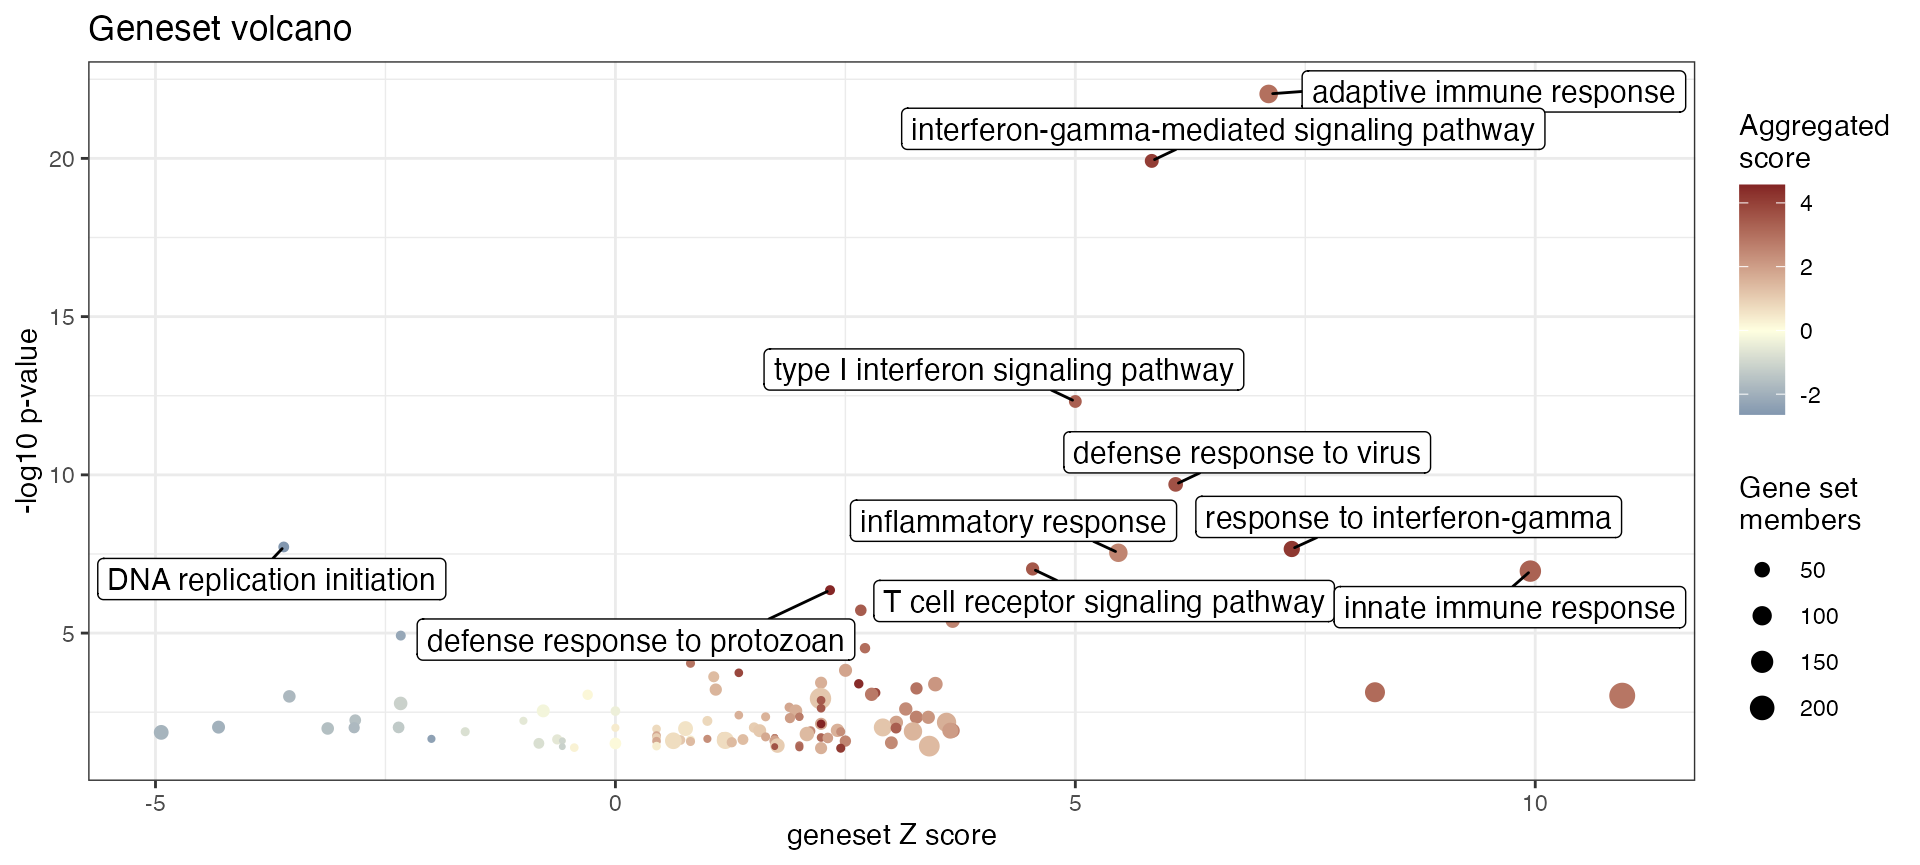 Geneset volcano
adaptive immune response
interferon-gamma-mediated signaling pathway
type I interferon signaling pathway
defense response to virus
inflammatory response
response to interferon-gamma
DNA replication initiation
T cell receptor signaling pathway
innate immune response
defense response to protozoan
-log10 p-value
20
15
10
5
-5
0
5
10
geneset Z score
Aggregated
score
4
2
0
-2
Gene set
members
50
100
150
200